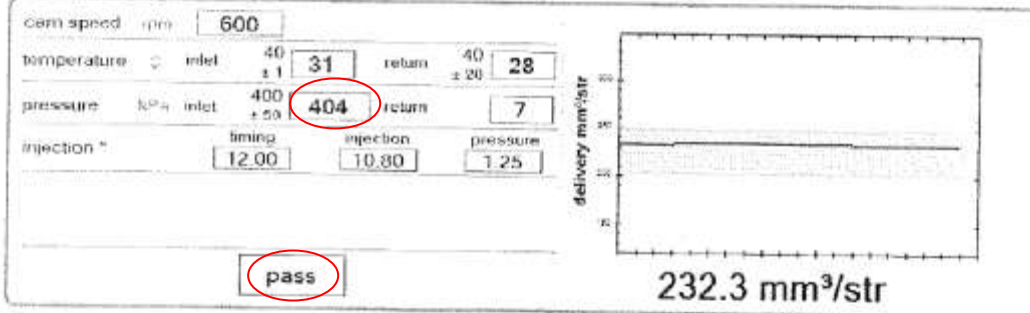 cam speed rpm 600
temperature °C inlet 40 ± 1 31 return 40 ± 20 28
pressure kPa inlet 400 ± 50 404 return 7
injection ° timing 12.00 injection 10.80 pressure 1.25
pass
delivery mm³/str
232.3 mm³/str